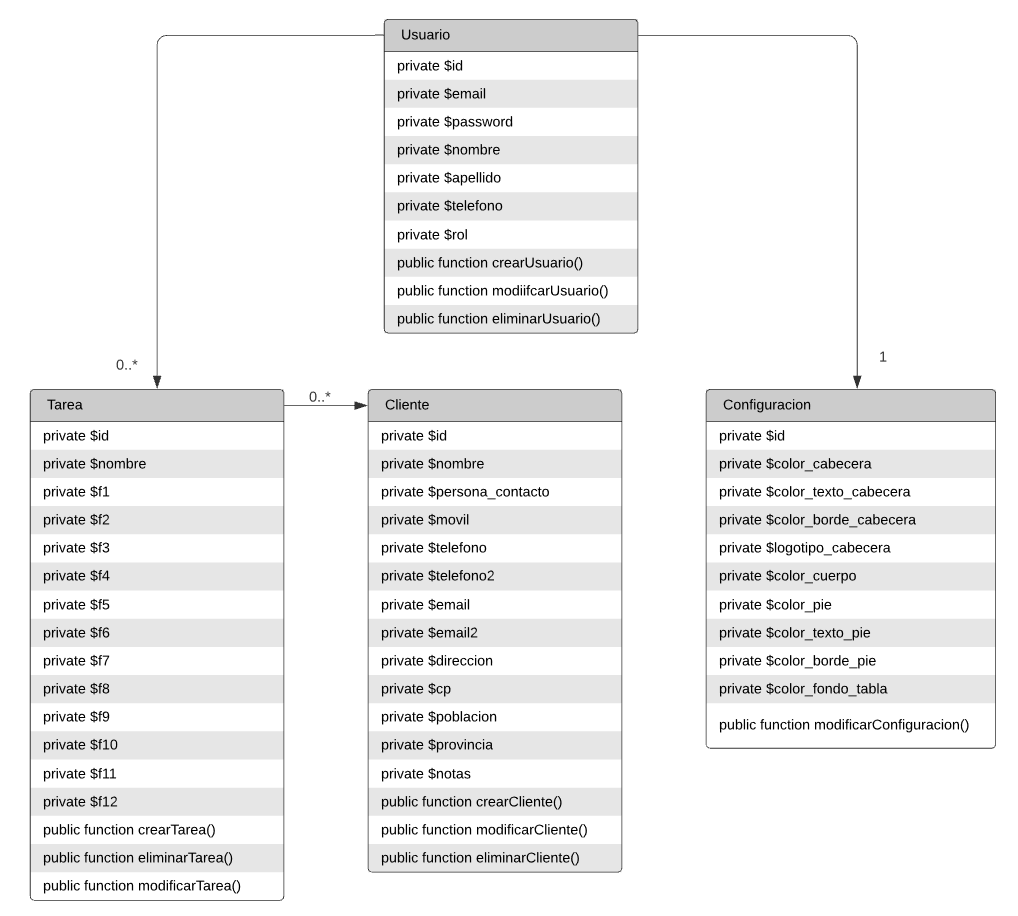 Usuario
private $id
private $email
private $password
private $nombre
private $apellido
private $telefono
private $rol
public function crearUsuario()
public function modiifcarUsuario()
public function eliminarUsuario()
0..*
1
Tarea
private $id
private $nombre
private $f1
private $f2
private $f3
private $f4
private $f5
private $f6
private $f7
private $f8
private $f9
private $f10
private $f11
private $f12
public function crearTarea()
public function eliminarTarea()
public function modificarTarea()
0..*
Cliente
private $id
private $nombre
private $persona_contacto
private $movil
private $telefono
private $telefono2
private $email
private $email2
private $direccion
private $cp
private $poblacion
private $provincia
private $notas
public function crearCliente()
public function modificarCliente()
public function eliminarCliente()
Configuracion
private $id
private $color_cabecera
private $color_texto_cabecera
private $color_borde_cabecera
private $logotipo_cabecera
private $color_cuerpo
private $color_pie
private $color_texto_pie
private $color_borde_pie
private $color_fondo_tabla
public function modificarConfiguracion()